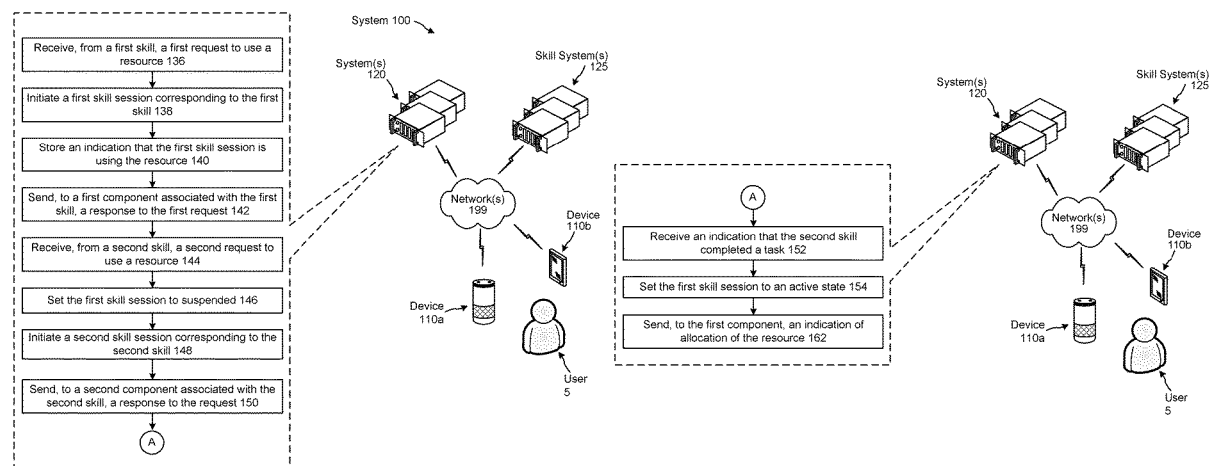 Receive, from a first skill, a first request to use a
resource 136
Initiate a first skill session corresponding to the first
skill 138
Store an indication that the first skill session is
using the resource 140
Send, to a first component associated with the first
skill, a response to the first request 142
Receive, from a second skill, a second request to
use a resource 144
Set the first skill session to suspended 146
Initiate a second skill session corresponding to the
second skill 148
Send, to a second component associated with the
second skill, a response to the request 150
A
System 100
System(s)
120
Skill System(s)
125
Network(s)
199
Device
110b
Device
110a
User
5
A
Receive an indication that the second skill
completed a task 152
Set the first skill session to an active state 154
Send, to the first component, an indication of
allocation of the resource 162
System(s)
120
Skill System(s)
125
Network(s)
199
Device
110b
Device
110a
User
5